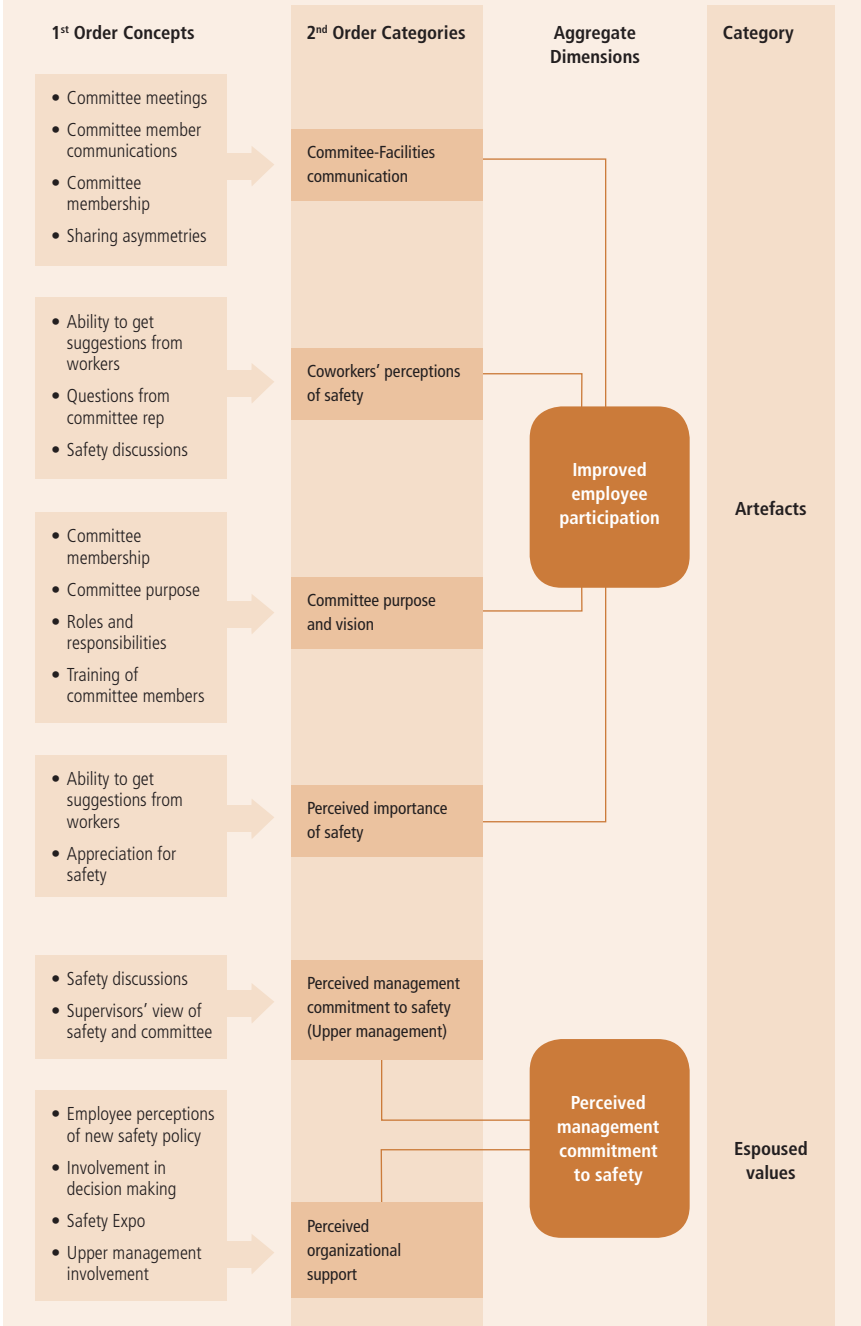 1st Order Concepts
2nd Order Categories
Aggregate
Dimensions
Category
• Committee meetings
• Committee member
communications
• Committee
membership
• Sharing asymmetries
Commitee-Facilities
communication
• Ability to get
suggestions from
workers
• Questions from
committee rep
• Safety discussions
Coworkers’ perceptions
of safety
Improved
employee
participation
Artefacts
• Committee
membership
• Committee purpose
• Roles and
responsibilities
• Training of
committee members
Committee purpose
and vision
• Ability to get
suggestions from
workers
• Appreciation for
safety
Perceived importance
of safety
• Safety discussions
• Supervisors’ view of
safety and committee
Perceived management
commitment to safety
(Upper management)
Perceived
management
commitment
to safety
Espoused
values
• Employee perceptions
of new safety policy
• Involvement in
decision making
• Safety Expo
• Upper management
involvement
Perceived
organizational
support